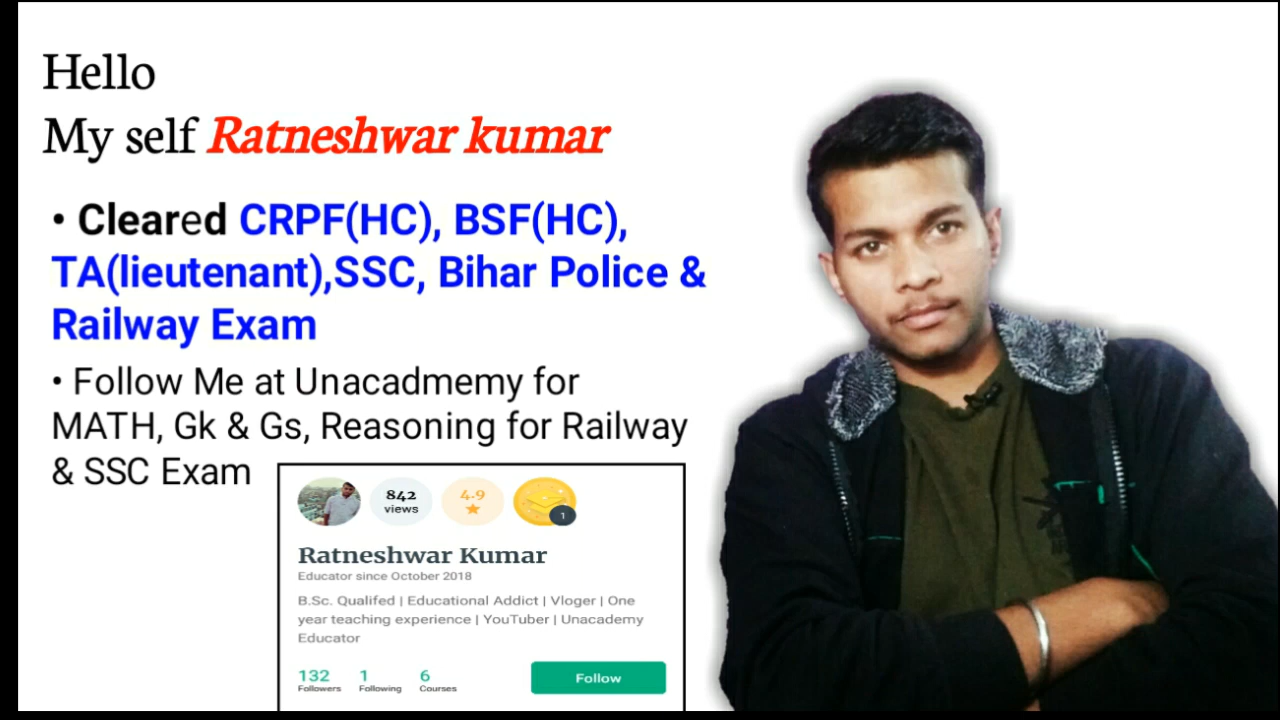 Hello
My self Ratneshwar kumar
• Cleared CRPF(HC), BSF(HC),
TA(lieutenant),SSC, Bihar Police &
Railway Exam
• Follow Me at Unacadmemy for
MATH, Gk & Gs, Reasoning for Railway
& SSC Exam
842
views
4.9
1
Ratneshwar Kumar
Educator since October 2018
B.Sc. Qualifed | Educational Addict | Vloger | One
year teaching experience | YouTuber | Unacademy
Educator
132 1 6
Followers Following Courses
Follow